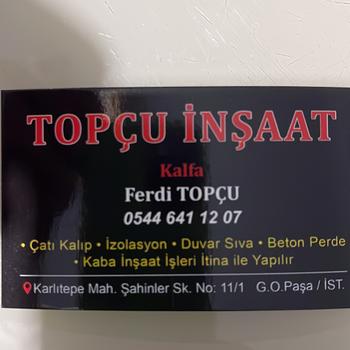 TOPÇU İNŞAAT
Kalfa
Ferdi TOPÇU
0544 641 12 07
• Çatı Kalıp • İzolasyon • Duvar Sıva • Beton Perde
• Kaba İnşaat İşleri İtina ile Yapılır
Karlıtepe Mah. Şahinler Sk. No: 11/1 G.O.Paşa / İST.